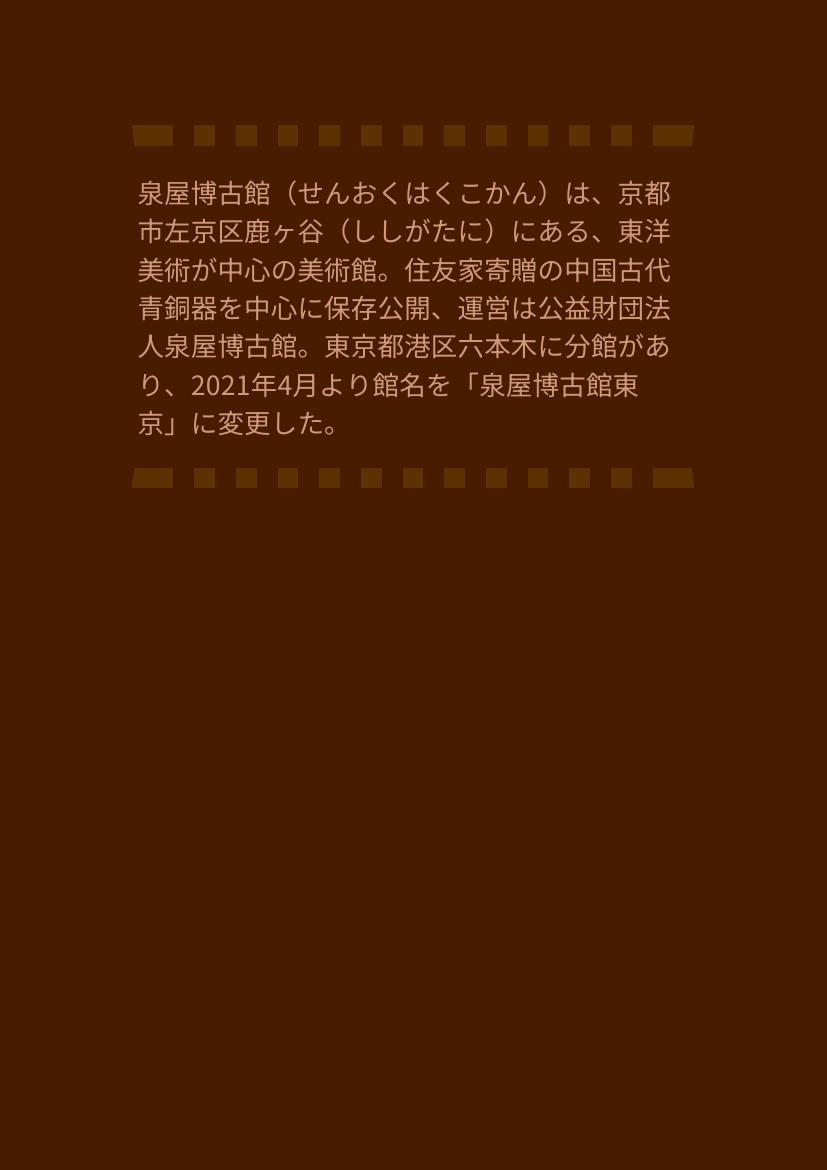 泉屋博古館（せんおくはくこかん）は、京都
市左京区鹿ヶ谷（ししがたに）にある、東洋
美術が中心の美術館。住友家寄贈の中国古代
青銅器を中心に保存公開、運営は公益財団法
人泉屋博古館。東京都港区六本木に分館があ
り、2021年4月より館名を「泉屋博古館東
京」に変更した。